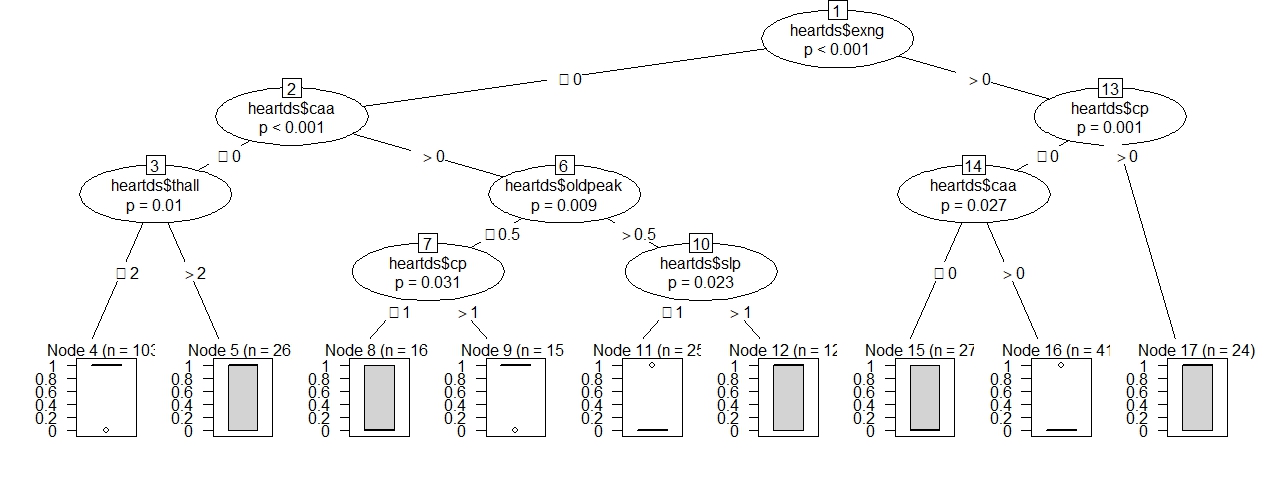 1
heartds$exng
p < 0.001
≤ 0
> 0
2
heartds$caa
p < 0.001
13
heartds$cp
p = 0.001
≤ 0
> 0
≤ 0
> 0
3
heartds$thall
p = 0.01
6
heartds$oldpeak
p = 0.009
14
heartds$caa
p = 0.027
≤ 0.5
> 0.5
7
heartds$cp
p = 0.031
10
heartds$slp
p = 0.023
≤ 2
> 2
≤ 0
> 0
≤ 1
> 1
≤ 1
> 1
Node 4 (n = 103
Node 5 (n = 26
Node 8 (n = 16
Node 9 (n = 15
Node 11 (n = 25
Node 12 (n = 12
Node 15 (n = 27
Node 16 (n = 41
Node 17 (n = 24)
1 1 1 1 1 1 1 1 1
0.8 0.8 0.8 0.8 0.8 0.8 0.8 0.8 0.8
0.6 0.6 0.6 0.6 0.6 0.6 0.6 0.6 0.6
0.4 0.4 0.4 0.4 0.4 0.4 0.4 0.4 0.4
0.2 0.2 0.2 0.2 0.2 0.2 0.2 0.2 0.2
0 0 0 0 0 0 0 0 0